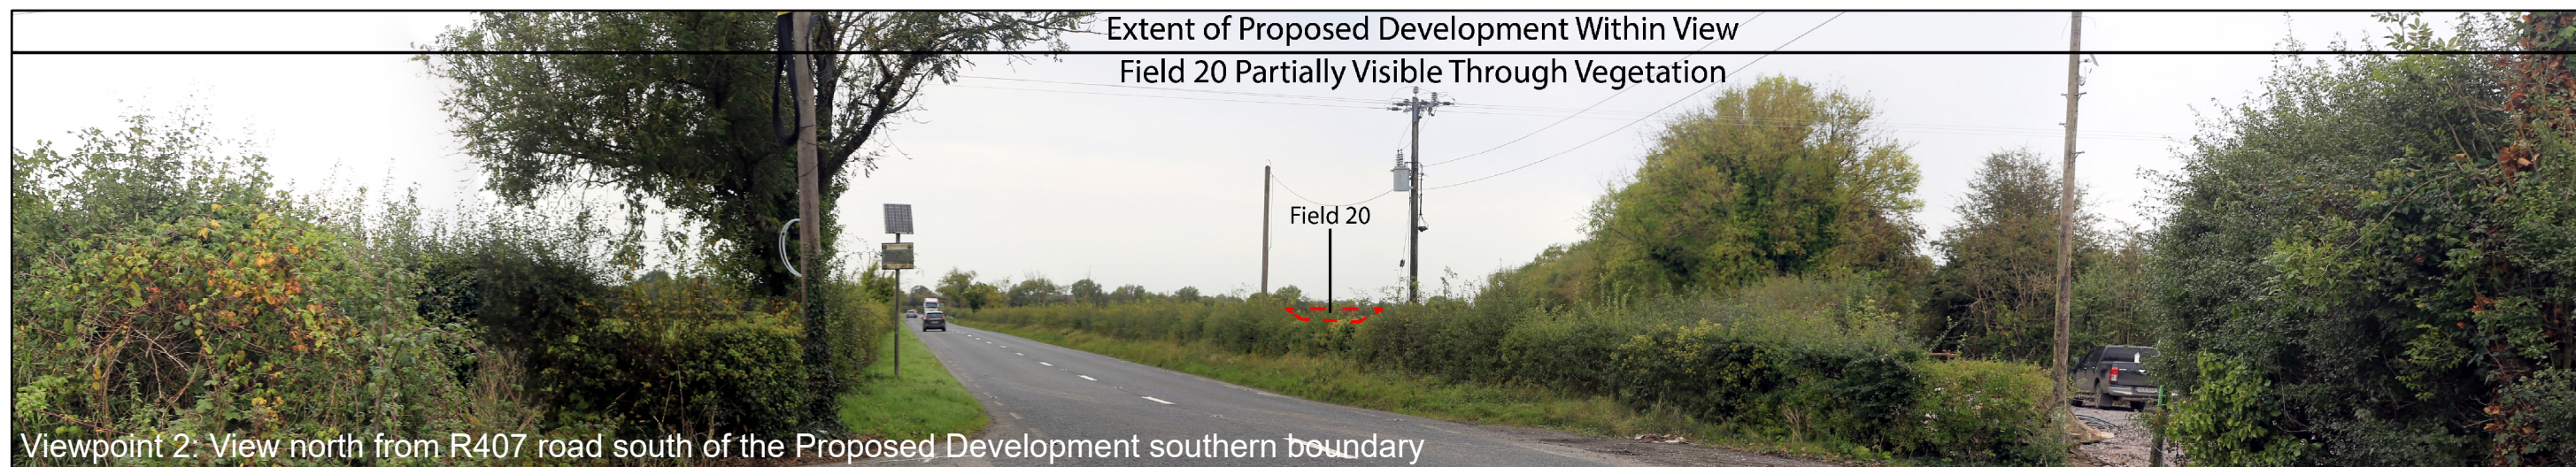 Extent of Proposed Development Within View
Field 20 Partially Visible Through Vegetation
Field 20
Viewpoint 2: View north from R407 road south of the Proposed Development southern boundary